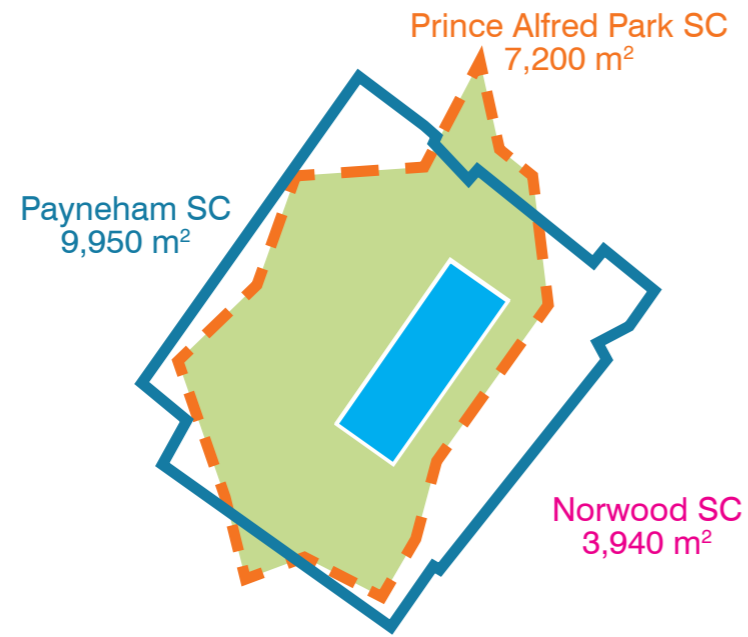 Prince Alfred Park SC
7,200 m²
Payneham SC
9,950 m²
Norwood SC
3,940 m²